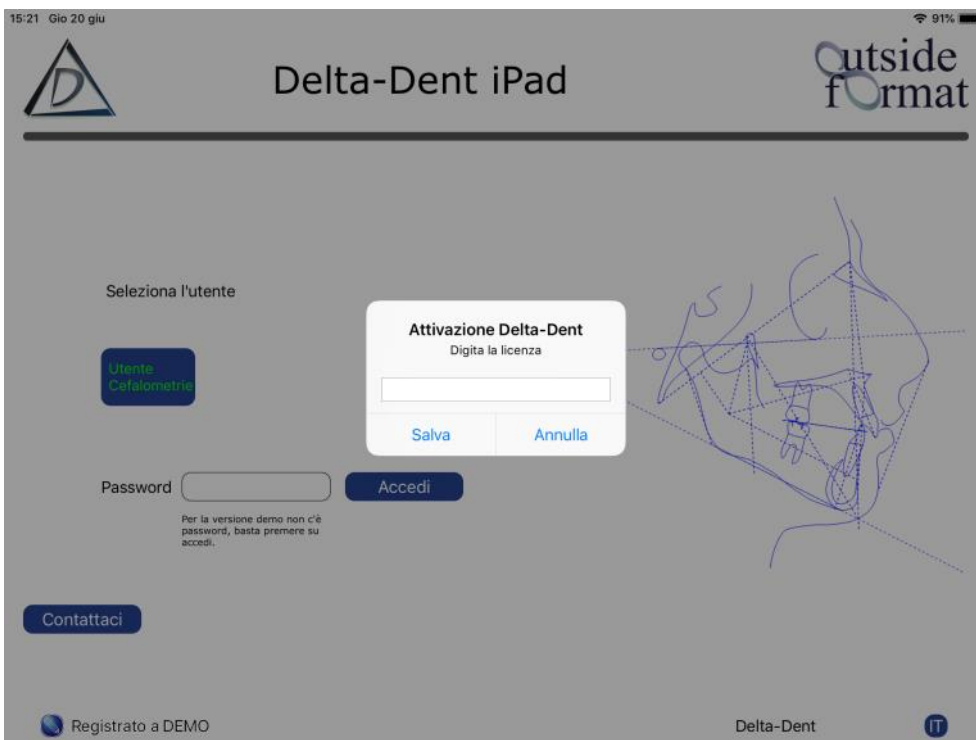 15:21 Gio 20 giu
91%
D
Delta-Dent iPad
Outside
format
Seleziona l'utente
Attivazione Delta-Dent
Digita la licenza
Utente
Cefalometrie
Salva
Annulla
Password
Accedi
Per la versione demo non c'è
password, basta premere su
accedi.
Contattaci
Registrato a DEMO
Delta-Dent
IT